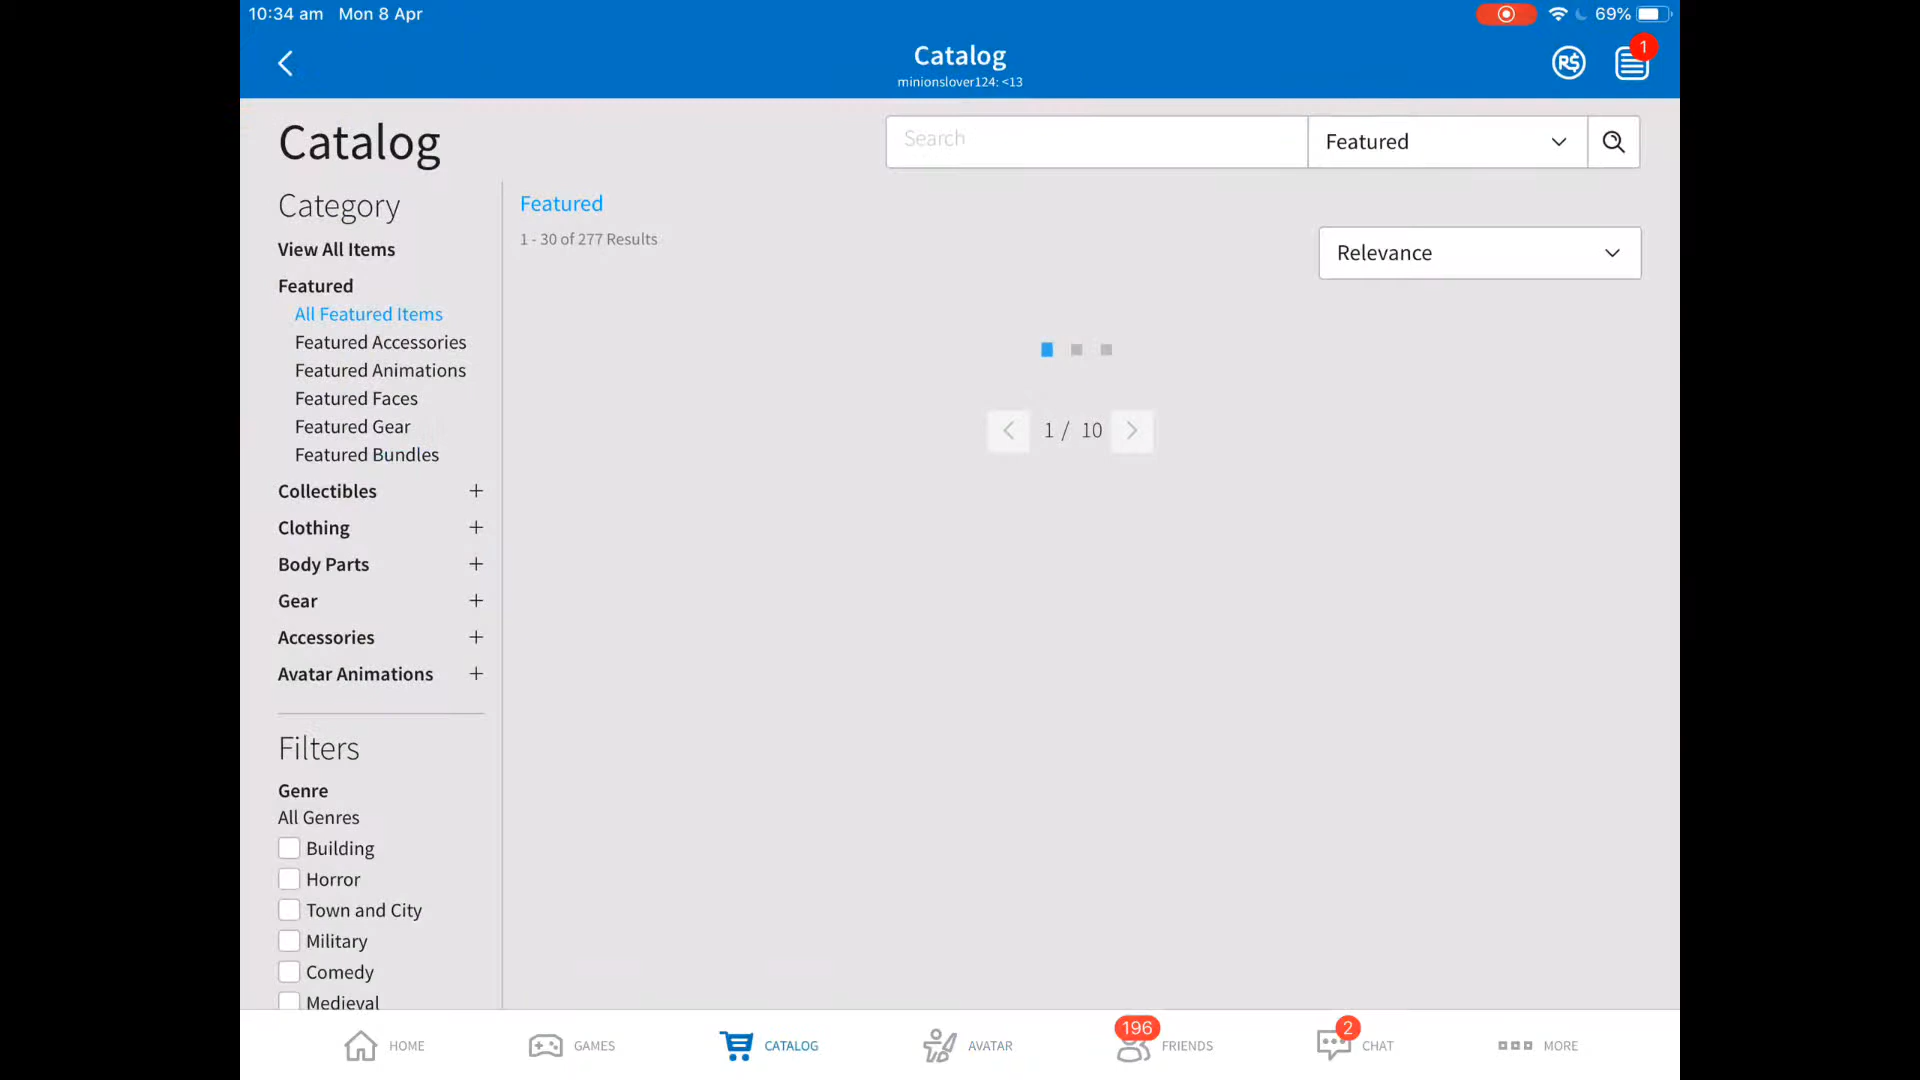 10:34 am Mon 8 Apr
69%
Catalog
minionslover124: <13
R$
1
Catalog
Search
Featured
Category
View All Items
Featured
All Featured Items
Featured Accessories
Featured Animations
Featured Faces
Featured Gear
Featured Bundles
Collectibles +
Clothing +
Body Parts +
Gear +
Accessories +
Avatar Animations +
Filters
Genre
All Genres
Building
Horror
Town and City
Military
Comedy
Medieval
Featured
1 - 30 of 277 Results
Relevance
1 / 10
HOME
GAMES
CATALOG
AVATAR
196
FRIENDS
2
CHAT
MORE